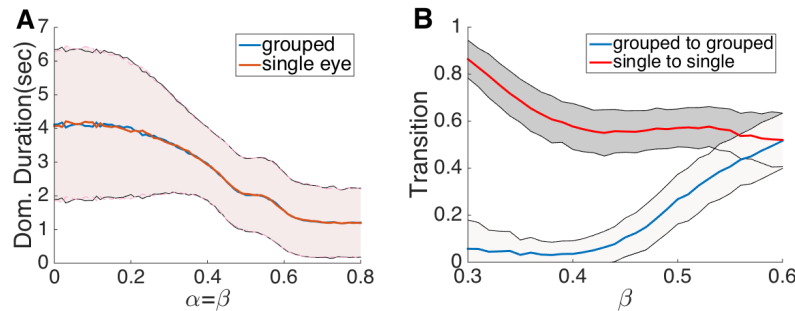 A
Dom. Duration(sec)
7
6
5
4
3
2
1
0
grouped
single eye
0
0.2
0.4
0.6
0.8
α=β
B
Transition
1
0.8
0.6
0.4
0.2
0
grouped to grouped
single to single
0.3
0.4
0.5
0.6
β